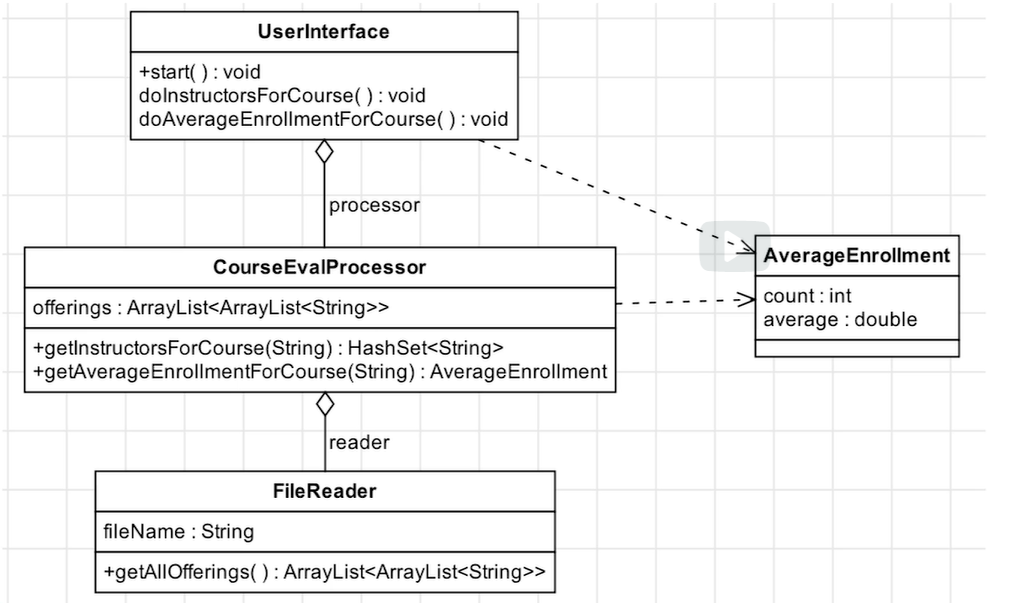 UserInterface
+start( ) : void
doInstructorsForCourse( ) : void
doAverageEnrollmentForCourse( ) : void
processor
CourseEvalProcessor
offerings : ArrayList<ArrayList<String>>
+getInstructorsForCourse(String) : HashSet<String>
+getAverageEnrollmentForCourse(String) : AverageEnrollment
AverageEnrollment
count : int
average : double
reader
FileReader
fileName : String
+getAllOfferings( ) : ArrayList<ArrayList<String>>